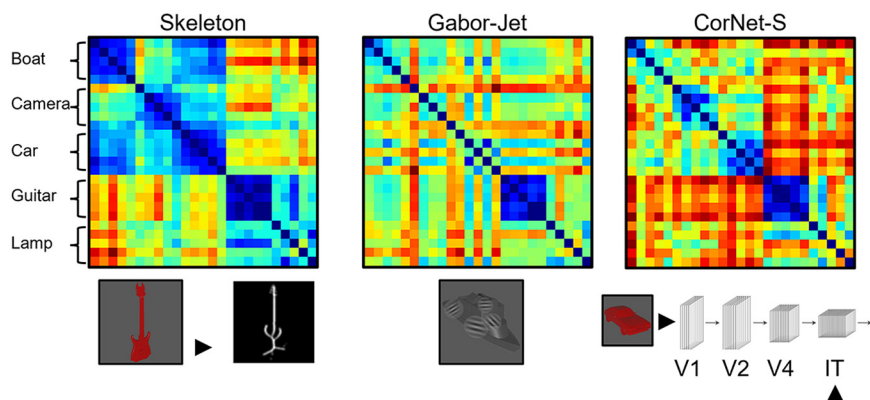 Skeleton
Gabor-Jet
CorNet-S
Boat
Camera
Car
Guitar
Lamp
V1
V2
V4
IT